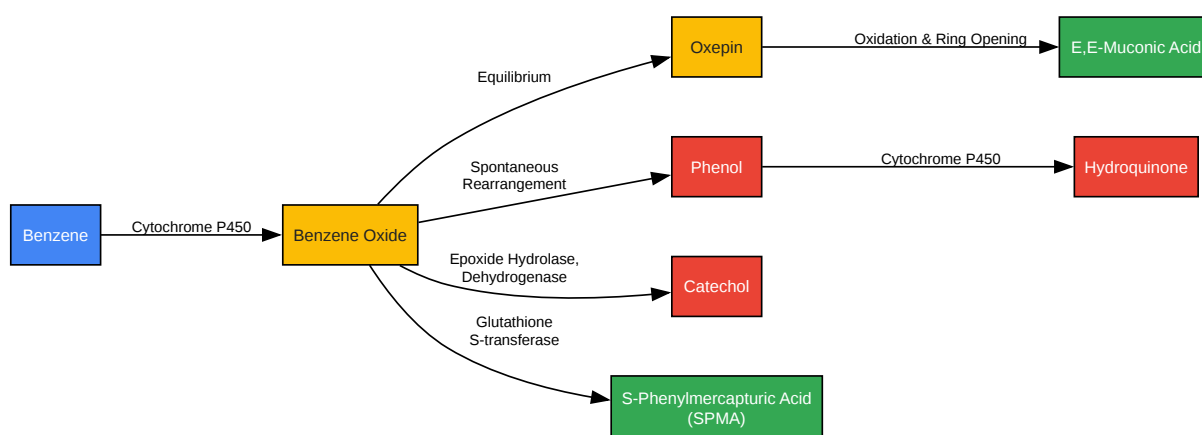 Oxepin
Oxidation & Ring Opening
E,E-Muconic Acid
Equilibrium
Spontaneous
Rearrangement
Phenol
Cytochrome P450
Hydroquinone
Benzene
Cytochrome P450
Benzene Oxide
Epoxide Hydrolase,
Dehydrogenase
Catechol
Glutathione
S-transferase
S-Phenylmercapturic Acid
(SPMA)